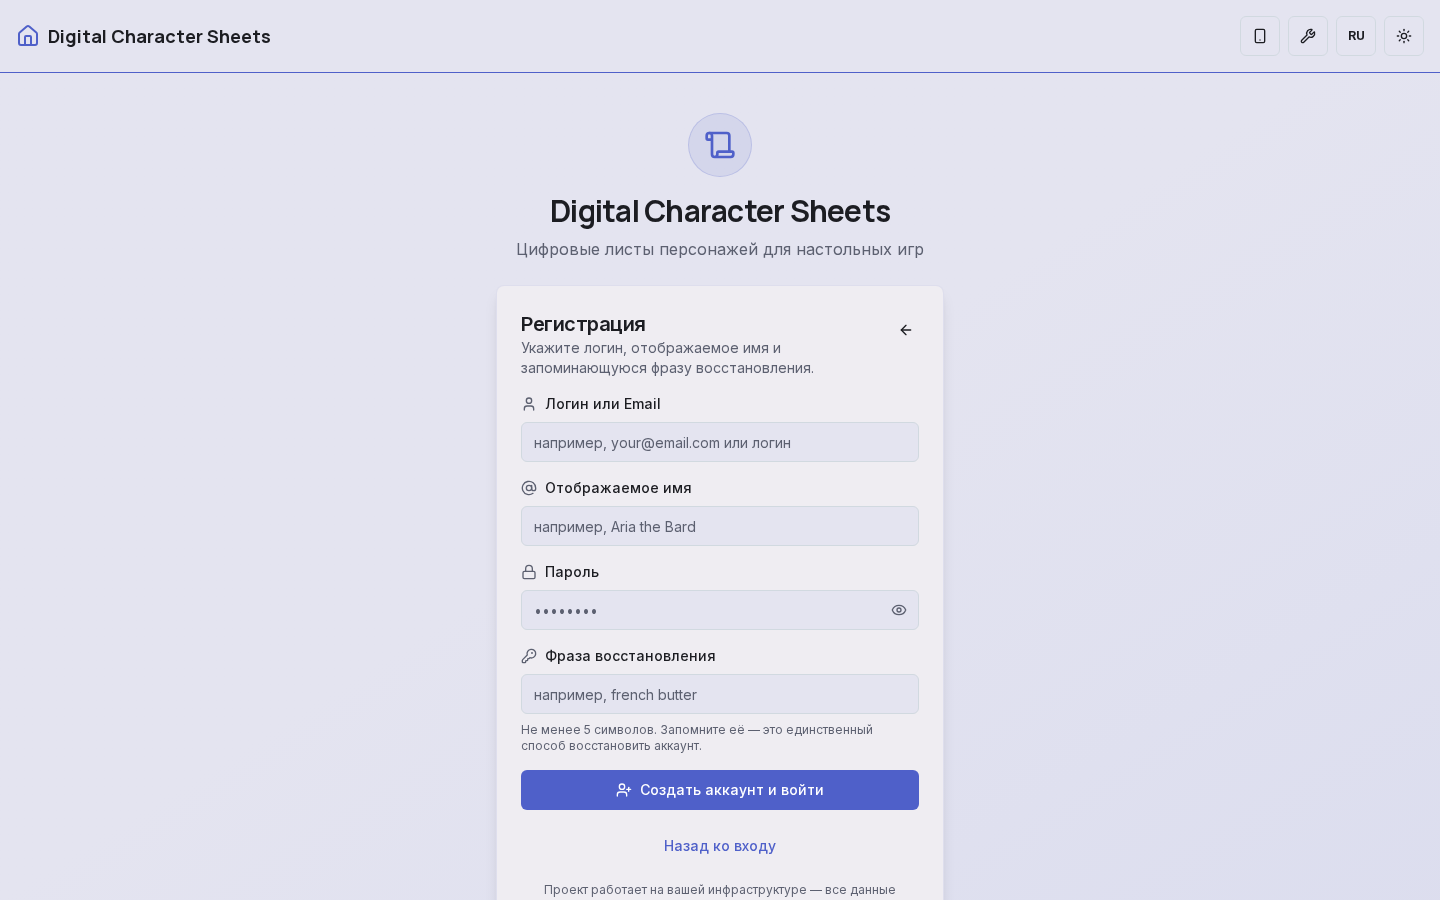 Digital Character Sheets
RU
Digital Character Sheets
Цифровые листы персонажей для настольных игр
Регистрация
Укажите логин, отображаемое имя и
запоминающуюся фразу восстановления.
Логин или Email
например, your@email.com или логин
Отображаемое имя
например, Aria the Bard
Пароль
••••••••
Фраза восстановления
например, french butter
Не менее 5 символов. Запомните её — это единственный
способ восстановить аккаунт.
Создать аккаунт и войти
Назад ко входу
Проект работает на вашей инфраструктуре — все данные